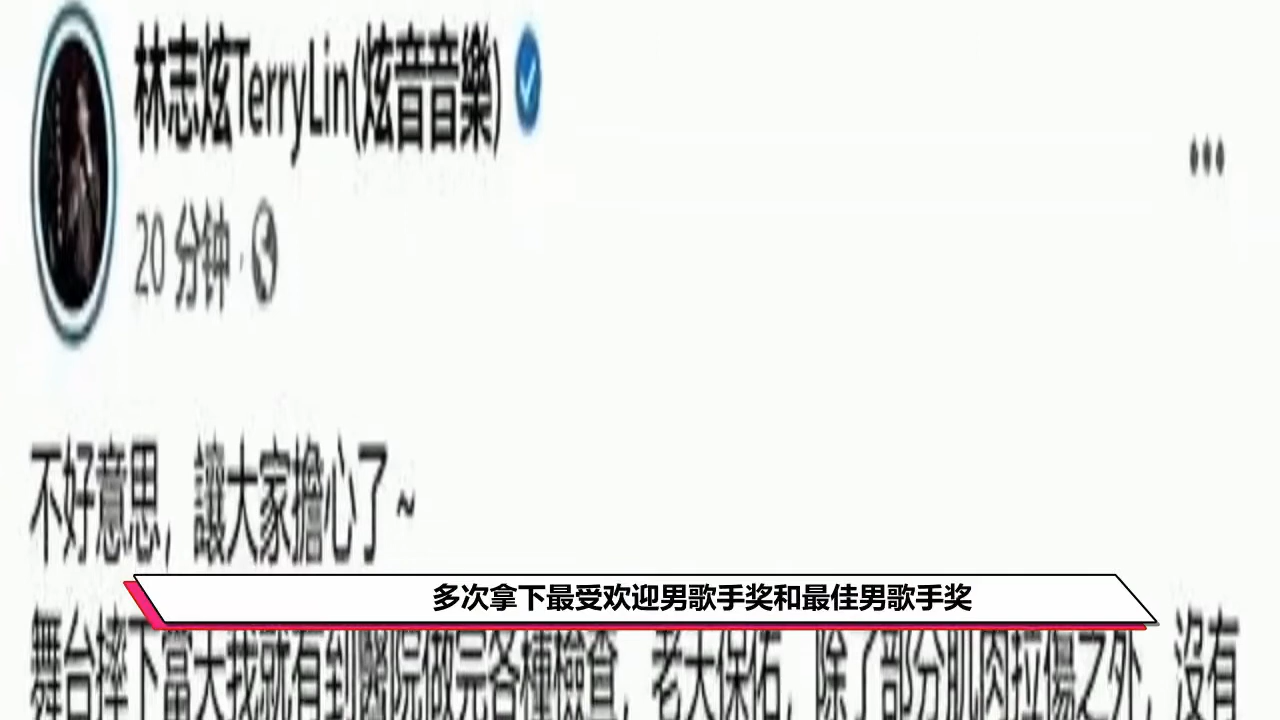 林志炫TerryLin(炫音音樂)
20 分钟 ·
不好意思，讓大家擔心了~
多次拿下最受欢迎男歌手奖和最佳男歌手奖
舞台摔下當天我就有到醫院做完各種檢查，老天保佑，除了部分肌肉拉傷之外，沒有